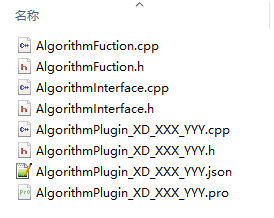 名称
AlgorithmFuction.cpp
AlgorithmFuction.h
AlgorithmInterface.cpp
AlgorithmInterface.h
AlgorithmPlugin_XD_XXX_YYY.cpp
AlgorithmPlugin_XD_XXX_YYY.h
AlgorithmPlugin_XD_XXX_YYY.json
AlgorithmPlugin_XD_XXX_YYY.pro